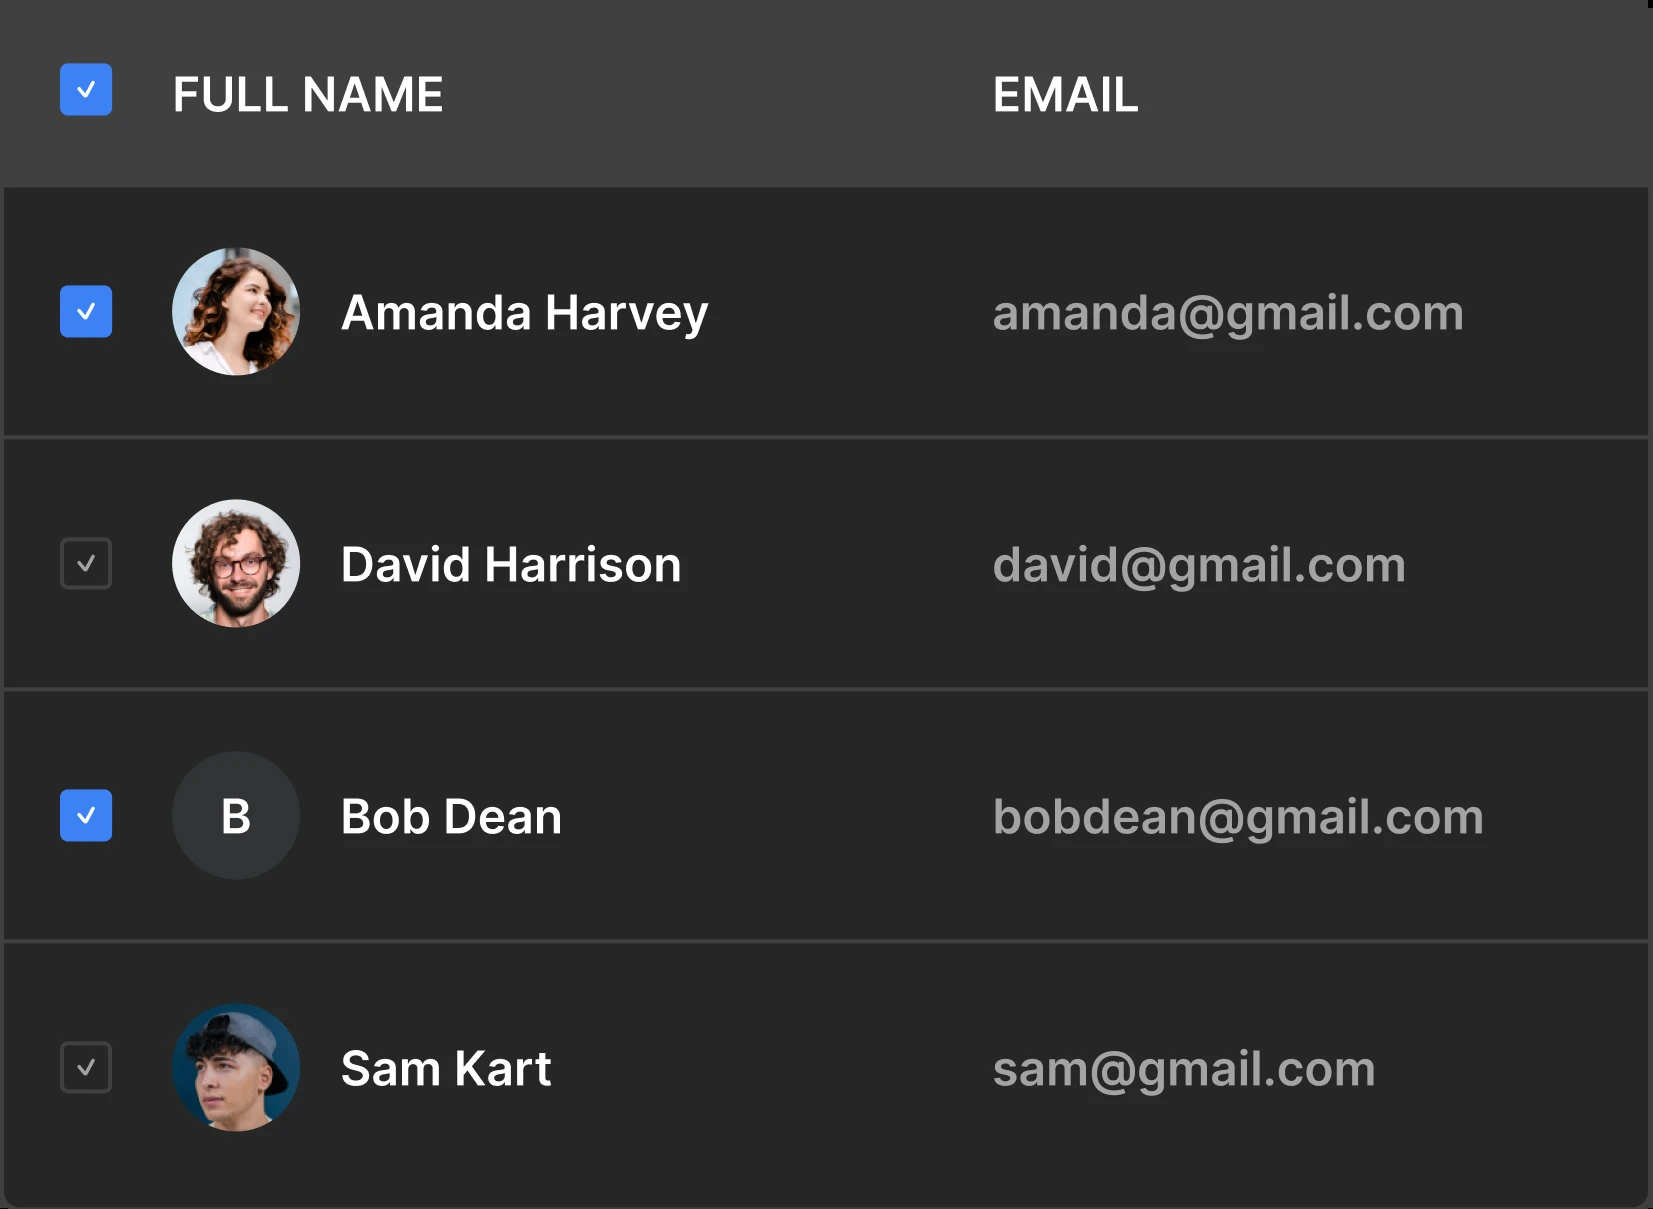 FULL NAME EMAIL
Amanda Harvey amanda@gmail.com
David Harrison david@gmail.com
B Bob Dean bobdean@gmail.com
Sam Kart sam@gmail.com